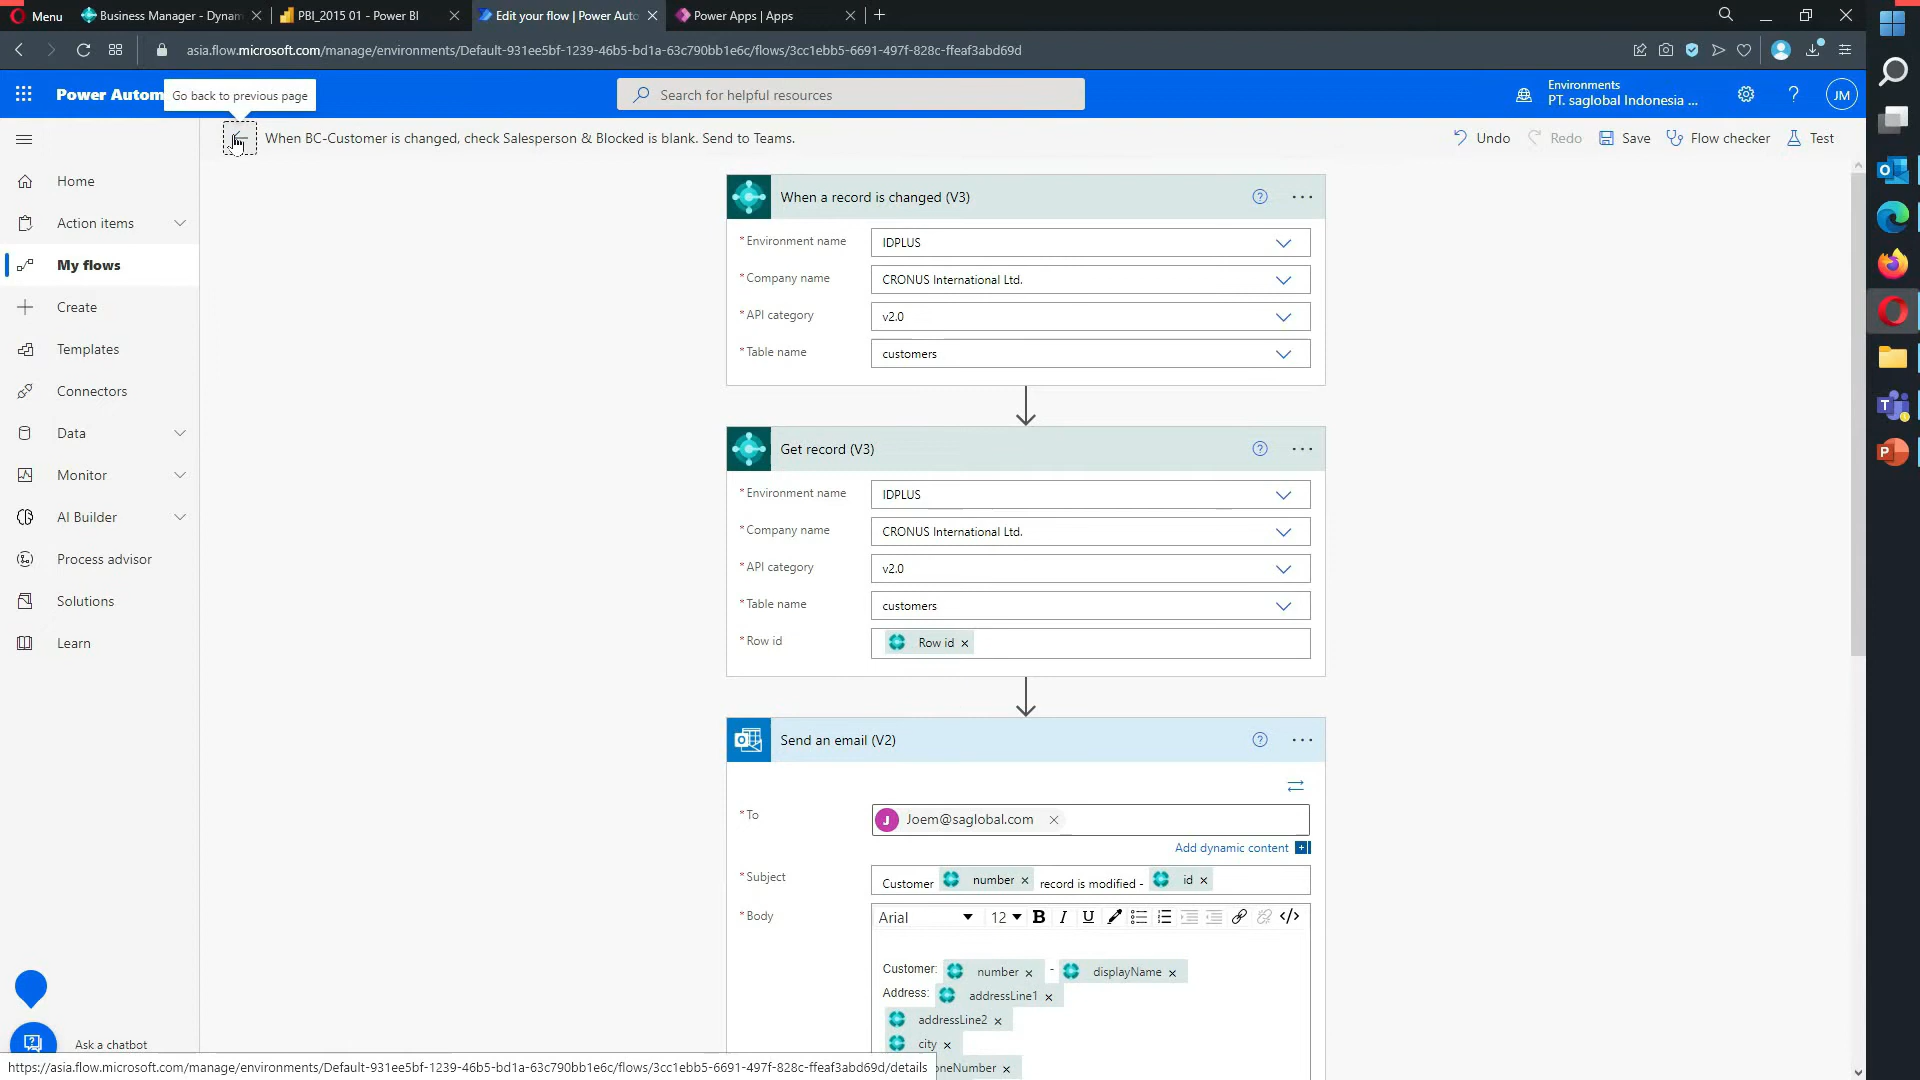 Menu
Business Manager - Dynam
PBI_2015 01 - Power BI
Edit your flow | Power Auto
Power Apps | Apps
asia.flow.microsoft.com/manage/environments/Default-931ee5bf-1239-46b5-bd1a-63c790bb1e6c/flows/3cc1ebb5-6691-497f-828c-ffeaf3abd69d
Power Autom
Go back to previous page
Search for helpful resources
Environments
PT. saglobal Indonesia ...
JM
When BC-Customer is changed, check Salesperson & Blocked is blank. Send to Teams.
Undo
Redo
Save
Flow checker
Test
Home
Action items
My flows
Create
Templates
Connectors
Data
Monitor
AI Builder
Process advisor
Solutions
Learn
Ask a chatbot
When a record is changed (V3)
* Environment name
IDPLUS
* Company name
CRONUS International Ltd.
* API category
v2.0
* Table name
customers
Get record (V3)
* Environment name
IDPLUS
* Company name
CRONUS International Ltd.
* API category
v2.0
* Table name
customers
* Row id
Row id
Send an email (V2)
* To
J Joem@saglobal.com
Add dynamic content
* Subject
Customer number record is modified - id
* Body
Arial 12 B I U
Customer: number - displayName
Address: addressLine1
addressLine2
city
oneNumber
https://asia.flow.microsoft.com/manage/environments/Default-931ee5bf-1239-46b5-bd1a-63c790bb1e6c/flows/3cc1ebb5-6691-497f-828c-ffeaf3abd69d/details